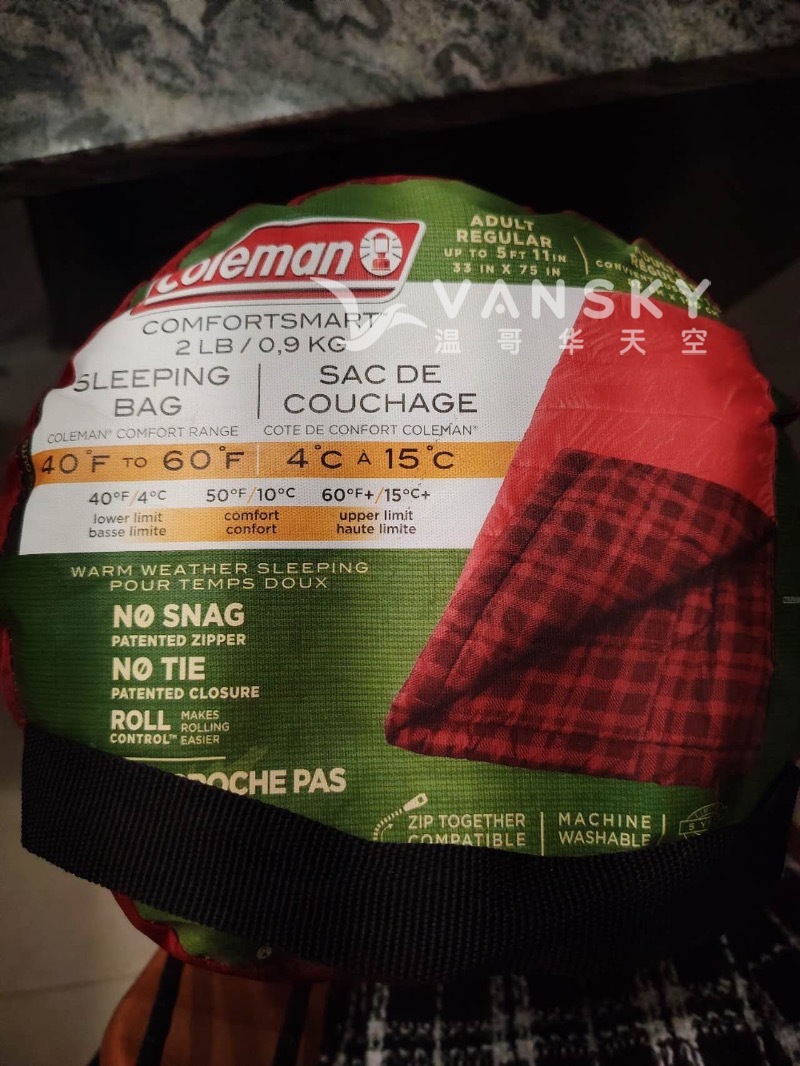 Coleman
ADULT
REGULAR
UP TO 5 FT 11 IN
33 IN X 75 IN
VANSKY
温哥华天空
COMFORTSMART™
2 LB / 0,9 KG
SLEEPING
BAG
SAC DE
COUCHAGE
COLEMAN® COMFORT RANGE
COTE DE CONFORT COLEMAN®
40°F TO 60°F
4°C À 15°C
40°F/4°C
lower limit
basse limite
50°F/10°C
comfort
confort
60°F+/15°C+
upper limit
haute limite
WARM WEATHER SLEEPING
POUR TEMPS DOUX
NØ SNAG
PATENTED ZIPPER
NØ TIE
PATENTED CLOSURE
ROLL
CONTROL™
MAKES
ROLLING
EASIER
PAS
ZIP TOGETHER
COMPATIBLE
MACHINE
WASHABLE